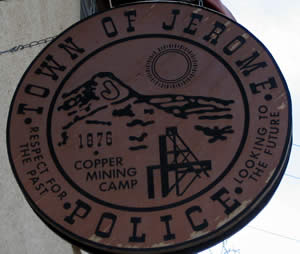 TOWN OF JEROME
1876
COPPER
MINING
CAMP
RESPECT FOR
THE PAST
LOOKING TO
THE FUTURE
POLICE